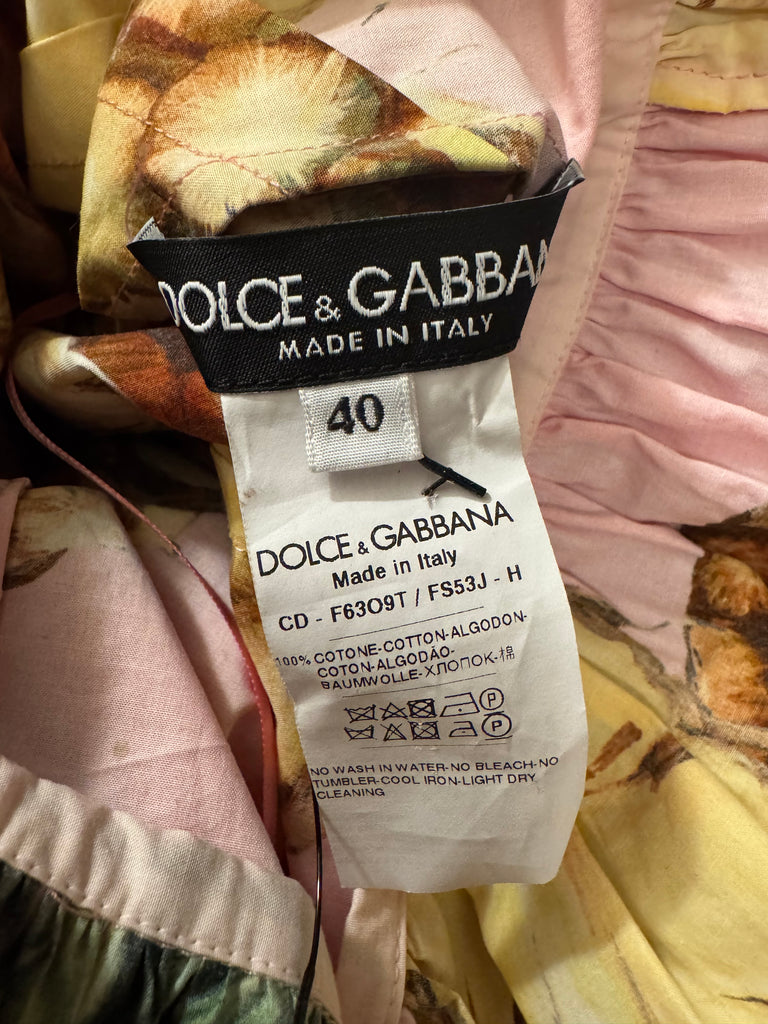 DOLCE & GABBAN
MADE IN ITALY
40
DOLCE & GABBANA
Made in Italy
CD - F63O9T / FS53J - H
100% COTONE-COTTON-ALGODON-
COTON-ALGODÃO-
BAUMWOLLE-ХЛОПОК-棉
P
P
NO WASH IN WATER-NO BLEACH-NO
TUMBLER-COOL IRON-LIGHT DRY
CLEANING